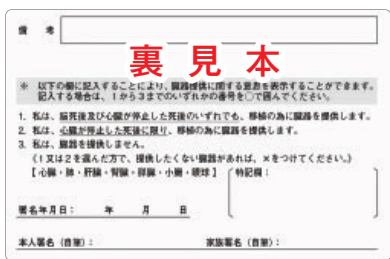 備 考
裏 見 本
※ 以下の欄に記入することにより、臓器提供に関する意思を表示することができます。
記入する場合は、1から3までのいずれかの番号を○で囲んでください。
1. 私は、脳死後及び心臓が停止した死後のいずれでも、移植の為に臓器を提供します。
2. 私は、心臓が停止した死後に限り、移植の為に臓器を提供します。
3. 私は、臓器を提供しません。
《1又は2を選んだ方で、提供したくない臓器があれば、×をつけてください。》
【 心臓・肺・肝臓・腎臓・膵臓・小腸・眼球 】
〔特記欄： 〕
署名年月日： 年 月 日
本人署名（自筆）： 家族署名（自筆）：